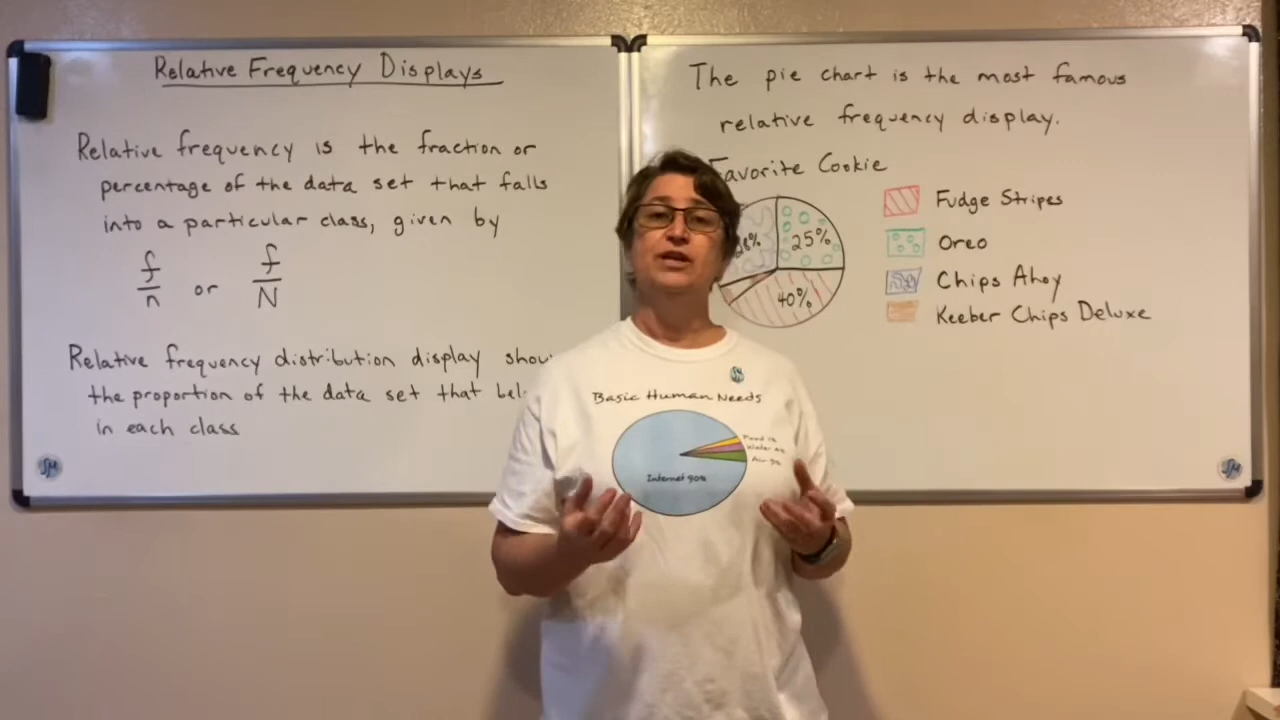 Relative Frequency Displays
Relative frequency is the fraction or
percentage of the data set that falls
into a particular class, given by
f/n or f/N
Relative frequency distribution display
the proportion of the data set that
in each class
The pie chart is the most famous
relative frequency display.
Favorite Cookie
25%
40%
Fudge Stripes
Oreo
Chips Ahoy
Keeber Chips Deluxe
Basic Human Needs
Internet 90%
SM
SM